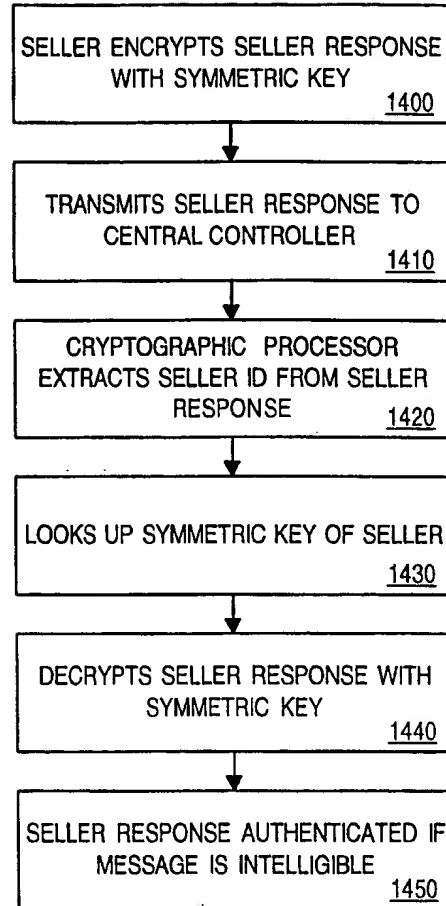 SELLER ENCRYPTS SELLER RESPONSE
WITH SYMMETRIC KEY
1400
TRANSMITS SELLER RESPONSE TO
CENTRAL CONTROLLER
1410
CRYPTOGRAPHIC PROCESSOR
EXTRACTS SELLER ID FROM SELLER
RESPONSE
1420
LOOKS UP SYMMETRIC KEY OF SELLER
1430
DECRYPTS SELLER RESPONSE WITH
SYMMETRIC KEY
1440
SELLER RESPONSE AUTHENTICATED IF
MESSAGE IS INTELLIGIBLE
1450